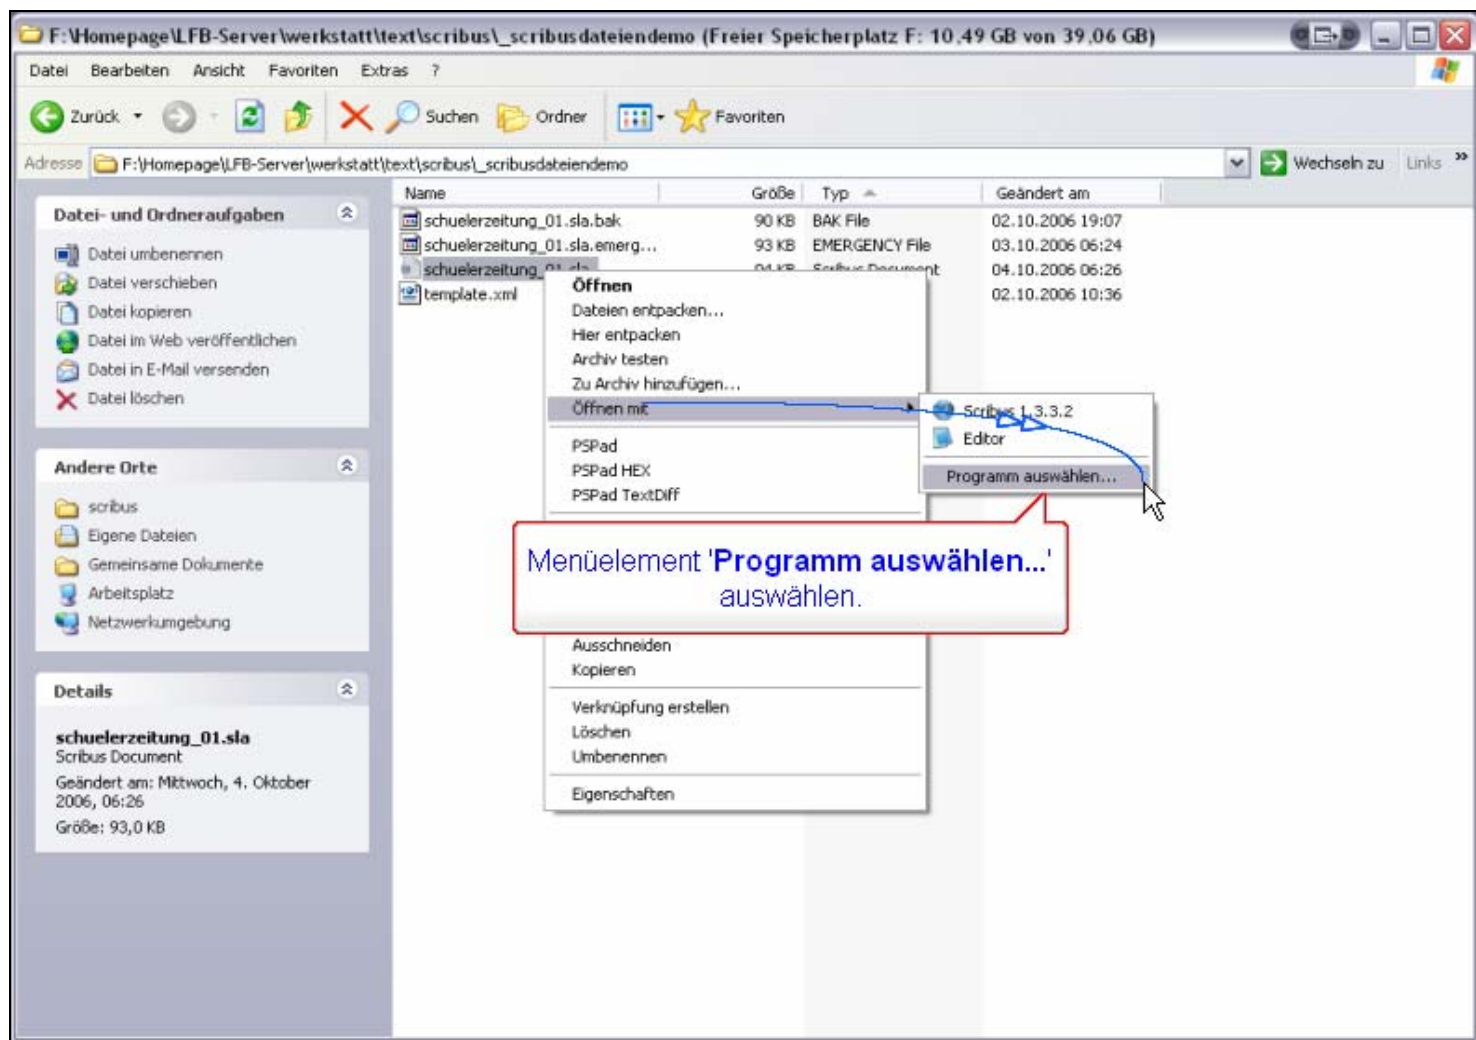 F:\Homepage\LFB-Server\werkstatt\text\scribus\_scribusdateiendemo (Freier Speicherplatz F: 10,49 GB von 39,06 GB)
Datei Bearbeiten Ansicht Favoriten Extras ?
Zurück Suchen Ordner Favoriten
Adresse F:\Homepage\LFB-Server\werkstatt\text\scribus\_scribusdateiendemo Wechseln zu Links »
Datei- und Ordneraufgaben
Datei umbenennen
Datei verschieben
Datei kopieren
Datei im Web veröffentlichen
Datei in E-Mail versenden
Datei löschen
Andere Orte
scribus
Eigene Dateien
Gemeinsame Dokumente
Arbeitsplatz
Netzwerkumgebung
Details
schuelerzeitung_01.sla
Scribus Document
Geändert am: Mittwoch, 4. Oktober
2006, 06:26
Größe: 93,0 KB
Name Größe Typ Geändert am
schuelerzeitung_01.sla.bak 90 KB BAK File 02.10.2006 19:07
schuelerzeitung_01.sla.emerg... 93 KB EMERGENCY File 03.10.2006 06:24
schuelerzeitung_01.sla 94 KB Scribus Document 04.10.2006 06:26
template.xml 02.10.2006 10:36
Öffnen
Dateien entpacken...
Hier entpacken
Archiv testen
Zu Archiv hinzufügen...
Öffnen mit
PSPad
PSPad HEX
PSPad TextDiff
Ausschneiden
Kopieren
Verknüpfung erstellen
Löschen
Umbenennen
Eigenschaften
Scribus 1.3.3.2
Editor
Programm auswählen...
Menüelement 'Programm auswählen...'
auswählen.